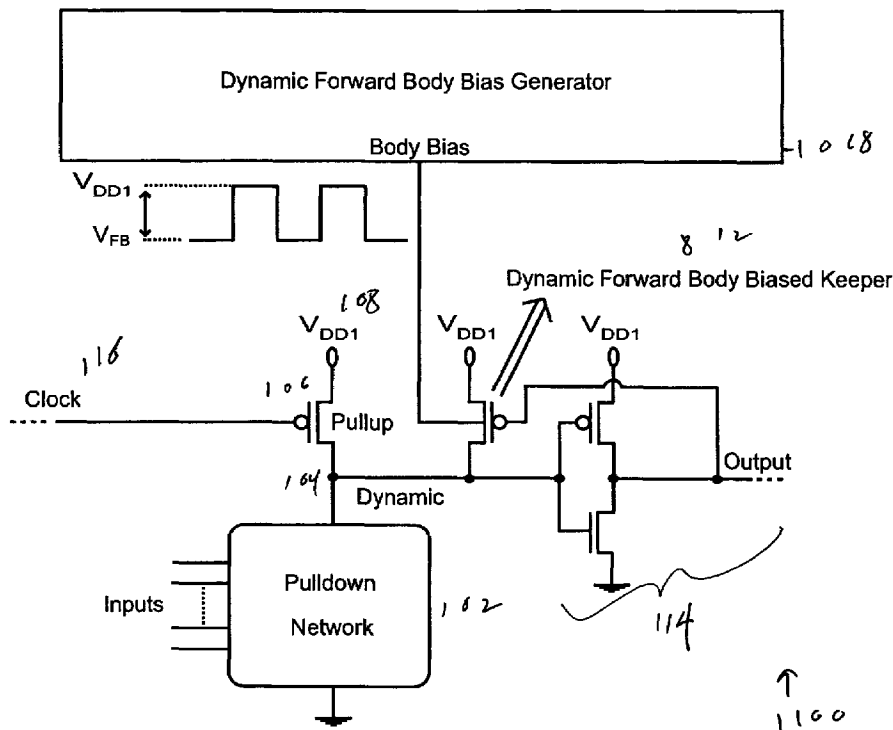 Dynamic Forward Body Bias Generator
Body Bias
1018
VDD1
VFB
812
Dynamic Forward Body Biased Keeper
108
VDD1
VDD1
VDD1
116
Clock
106
Pullup
Output
104
Dynamic
Inputs
Pulldown
Network
102
114
1100